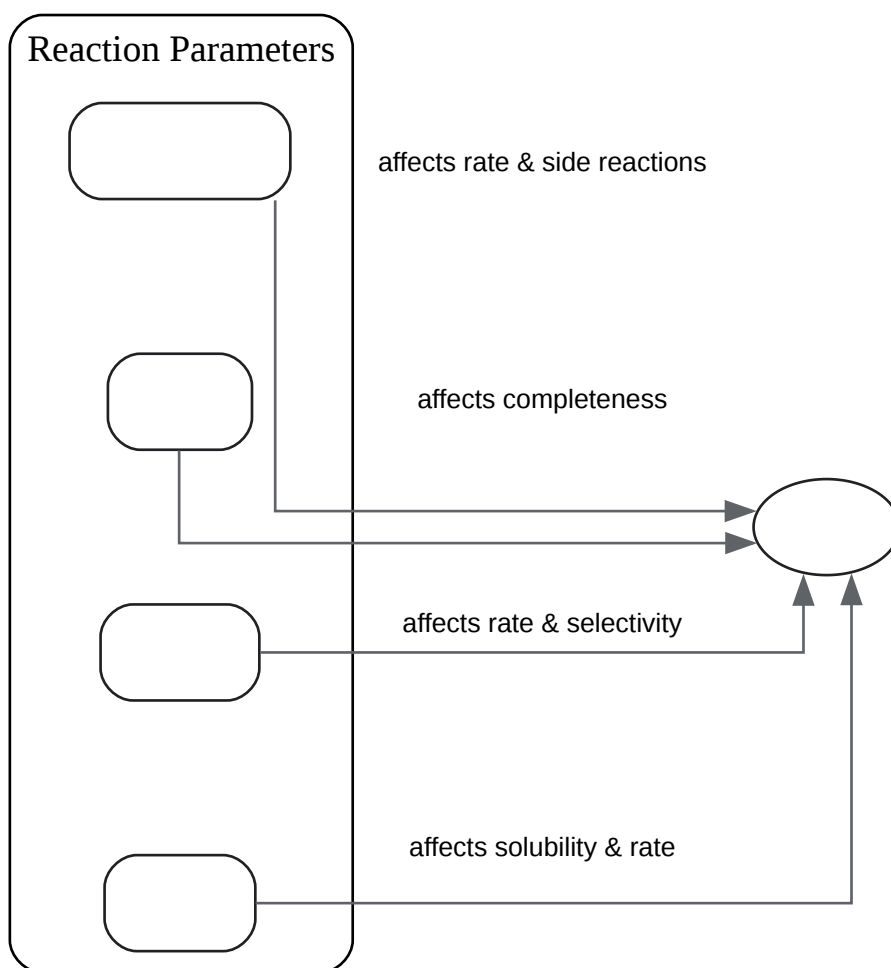 Reaction Parameters
affects rate & side reactions
affects completeness
affects rate & selectivity
affects solubility & rate